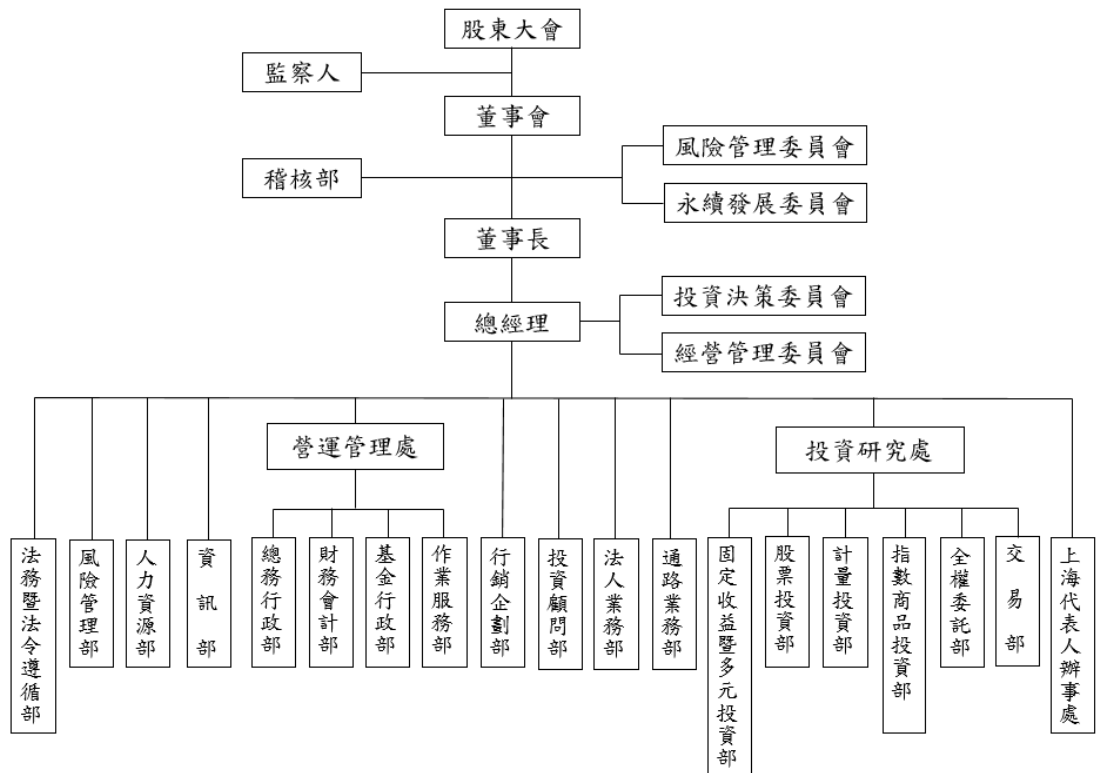 股東大會
監察人
董事會
風險管理委員會
稽核部
永續發展委員會
董事長
投資決策委員會
總經理
經營管理委員會
營運管理處
投資研究處
法務暨法令遵循部
風險管理部
人力資源部
資訊部
總務行政部
財務會計部
基金行政部
作業服務部
行銷企劃部
投資顧問部
法人業務部
通路業務部
固定收益暨多元投資部
股票投資部
計量投資部
指數商品投資部
全權委託部
交易部
上海代表人辦事處